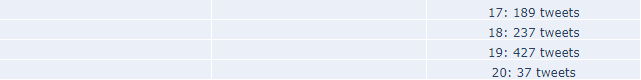 17: 189 tweets
18: 237 tweets
19: 427 tweets
20: 37 tweets